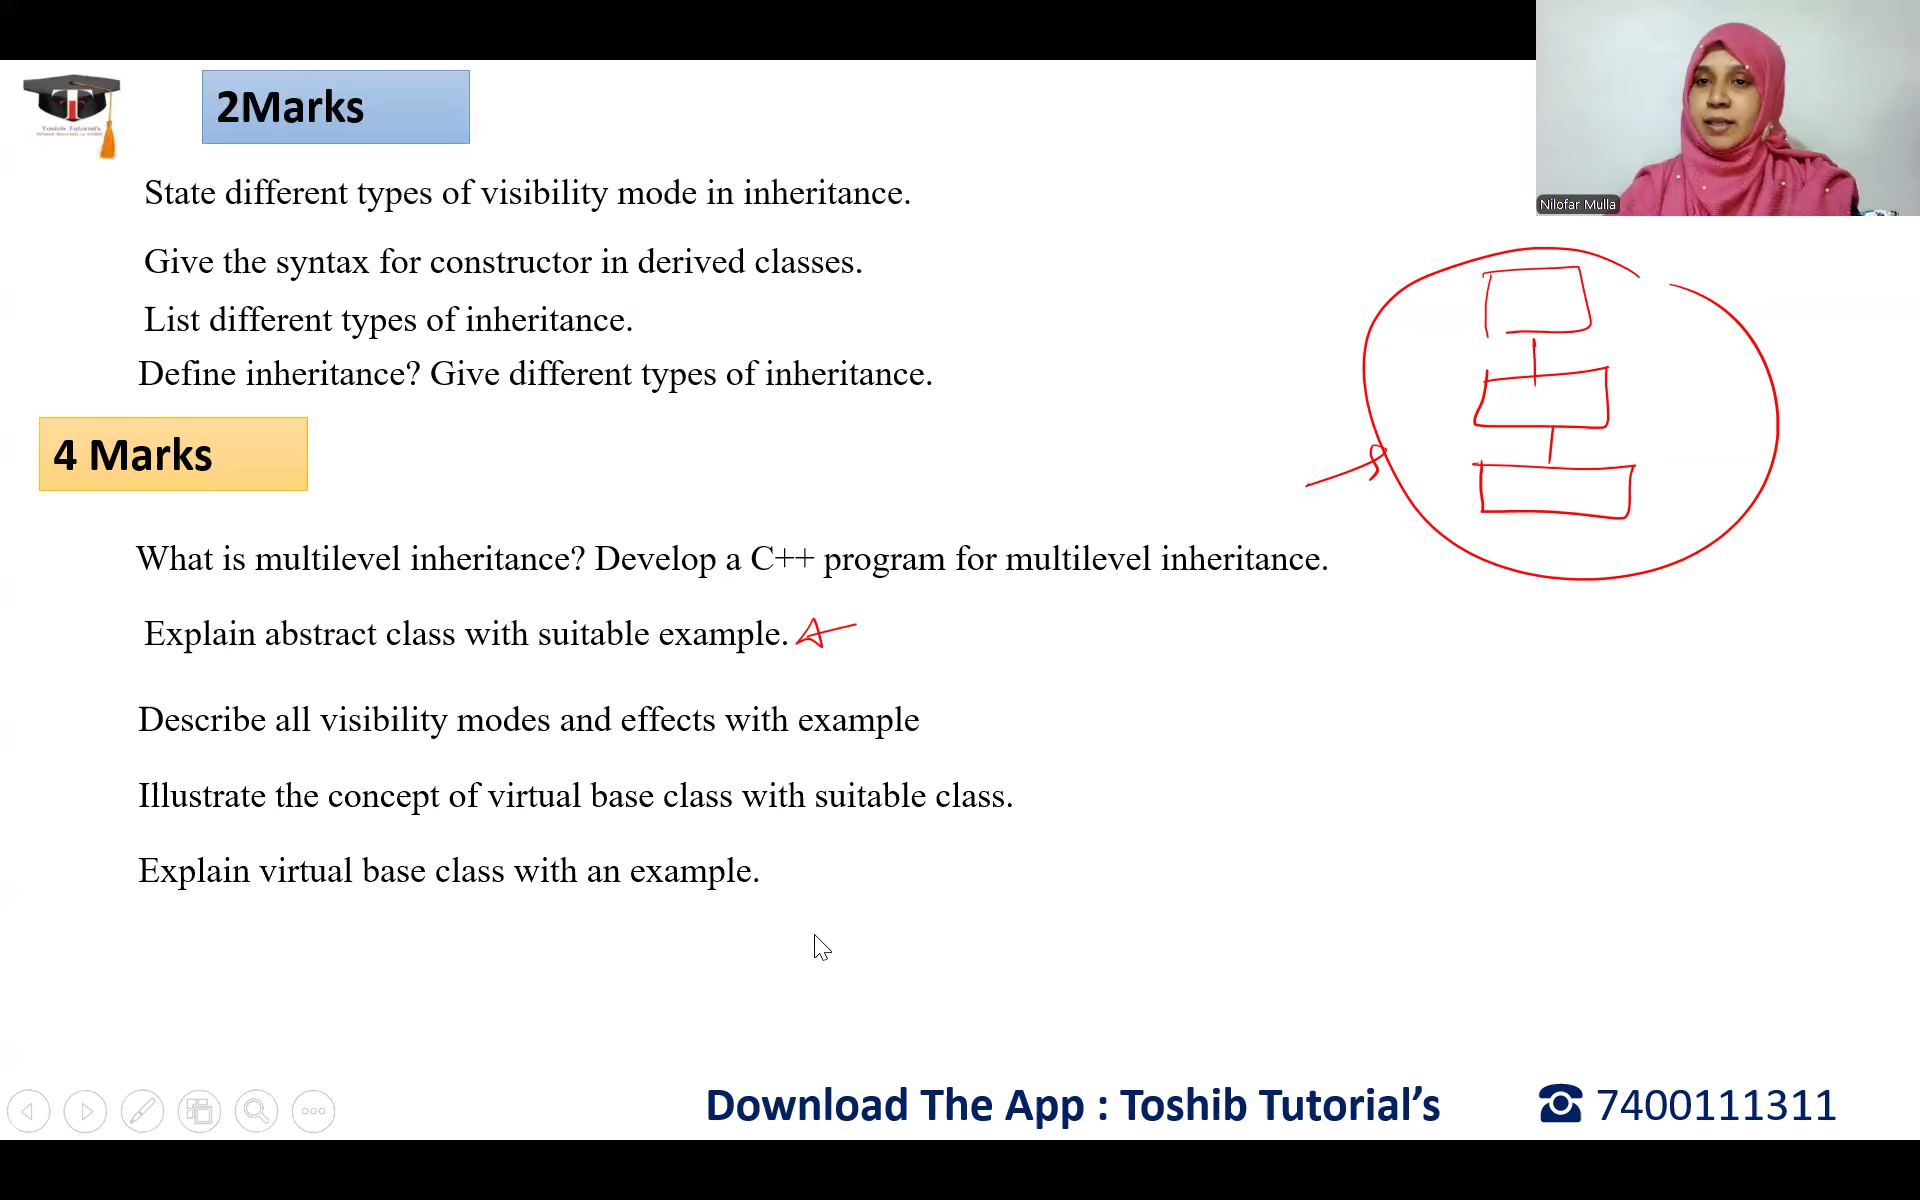 2Marks
Toshib Tutorial's
Nilofar Mulla
State different types of visibility mode in inheritance.
Give the syntax for constructor in derived classes.
List different types of inheritance.
Define inheritance? Give different types of inheritance.
4 Marks
What is multilevel inheritance? Develop a C++ program for multilevel inheritance.
Explain abstract class with suitable example.
Describe all visibility modes and effects with example
Illustrate the concept of virtual base class with suitable class.
Explain virtual base class with an example.
Download The App : Toshib Tutorial’s
7400111311